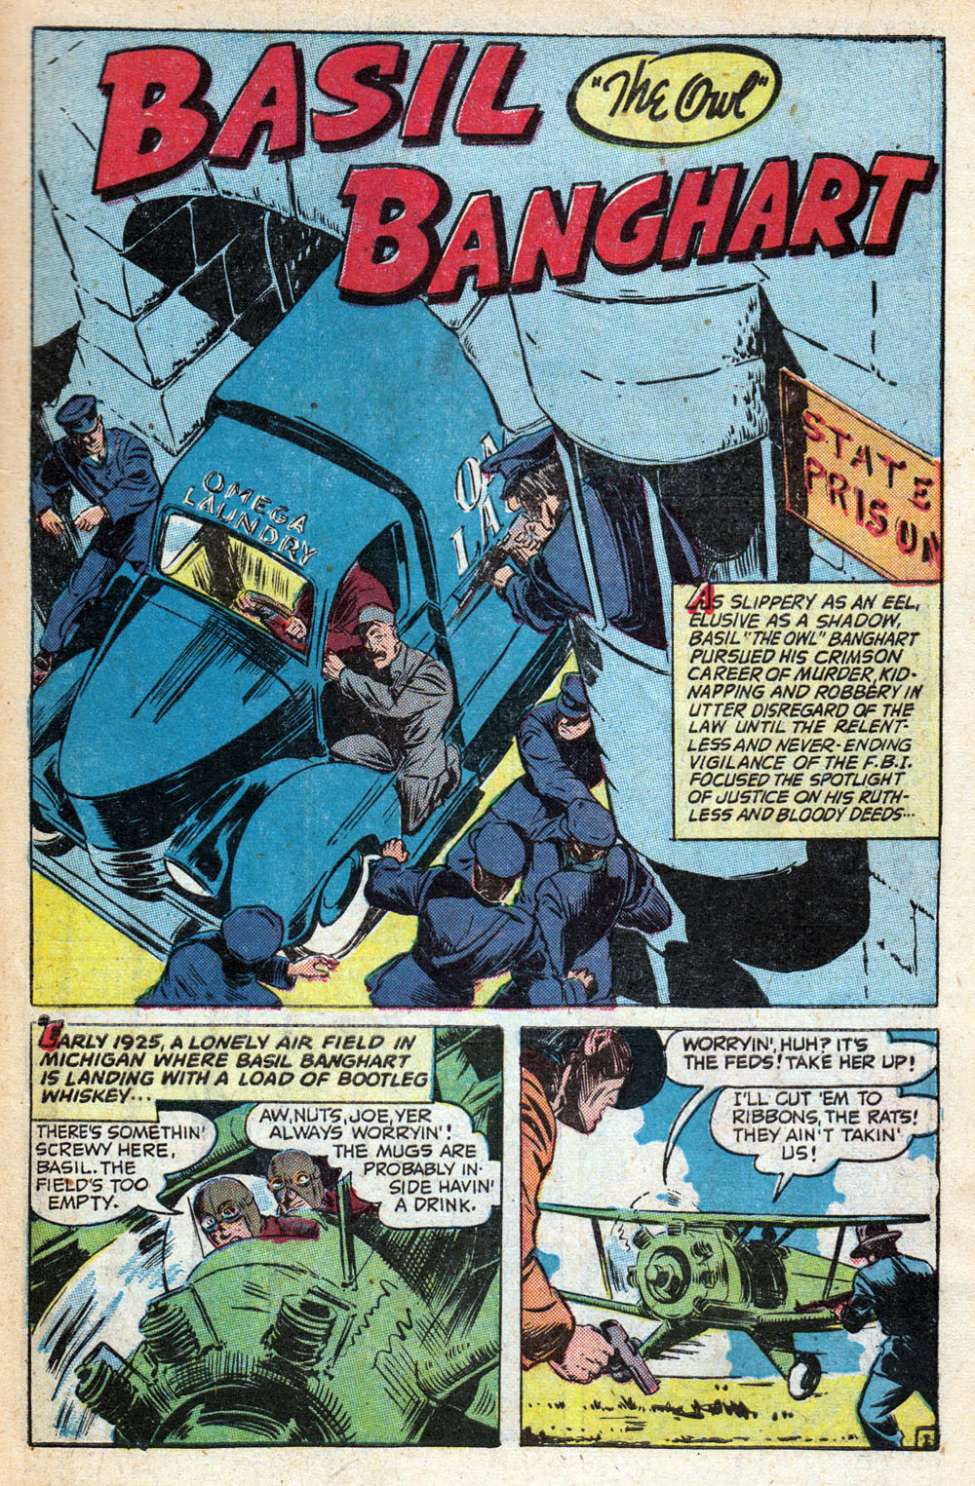 BASIL
"The Owl"
BANGHART
OMEGA
LAUNDRY
STATE
PRISON
AS SLIPPERY AS AN EEL,
ELUSIVE AS A SHADOW,
BASIL "THE OWL" BANGHART
PURSUED HIS CRIMSON
CAREER OF MURDER, KID-
NAPPING AND ROBBERY IN
UTTER DISREGARD OF THE
LAW UNTIL THE RELENT-
LESS AND NEVER-ENDING
VIGILANCE OF THE F.B.I.
FOCUSED THE SPOTLIGHT
OF JUSTICE ON HIS RUTH-
LESS AND BLOODY DEEDS...
EARLY 1925, A LONELY AIR FIELD IN
MICHIGAN WHERE BASIL BANGHART
IS LANDING WITH A LOAD OF BOOTLEG
WHISKEY...
THERE'S SOMETHIN'
SCREWY HERE,
BASIL. THE
FIELD'S TOO
EMPTY.
AW, NUTS, JOE, YER
ALWAYS WORRYIN'!
THE MUGS ARE
PROBABLY IN-
SIDE HAVIN'
A DRINK.
WORRYIN', HUH? IT'S
THE FEDS! TAKE HER UP!
I'LL CUT 'EM TO
RIBBONS, THE RATS!
THEY AIN'T TAKIN'
US!